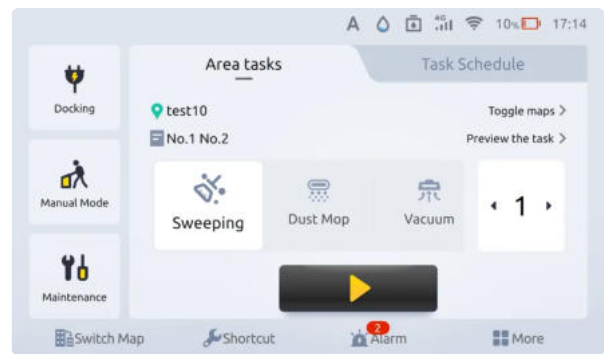 A 4G 10% 17:14
Area tasks
Task Schedule
Docking
test10
Toggle maps >
No.1 No.2
Preview the task >
Manual Mode
Sweeping
Dust Mop
Vacuum
1
Maintenance
Switch Map
Shortcut
2
Alarm
More